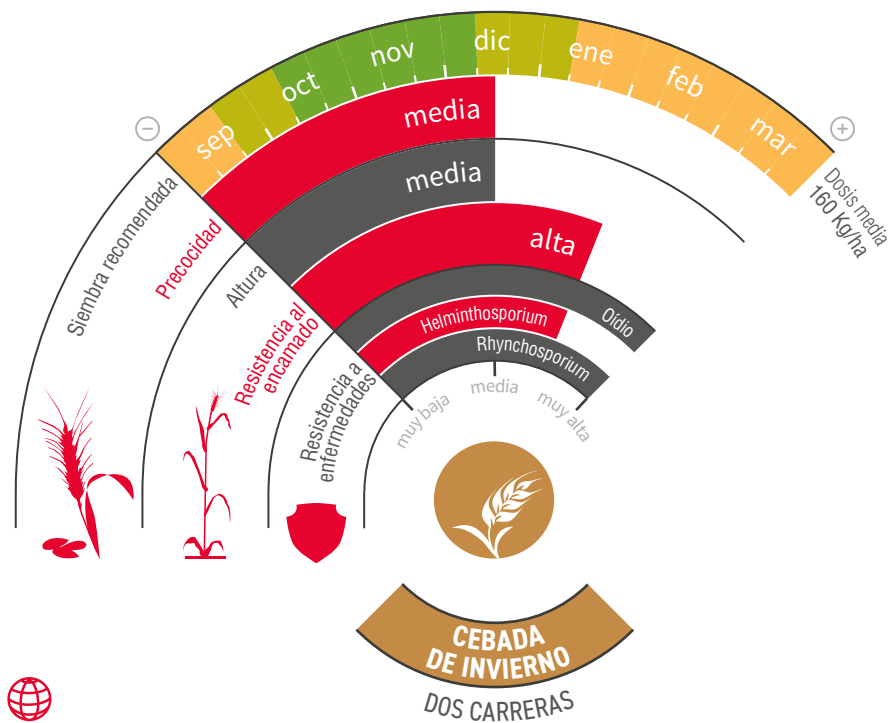 sep
oct
nov
dic
ene
feb
mar
−
+
Siembra recomendada
Dosis media
160 Kg/ha
Precocidad
media
Altura
media
Resistencia al
encamado
alta
Resistencia a
enfermedades
Oídio
Helminthosporium
Rhynchosporium
muy baja
media
muy alta
CEBADA
DE INVIERNO
DOS CARRERAS